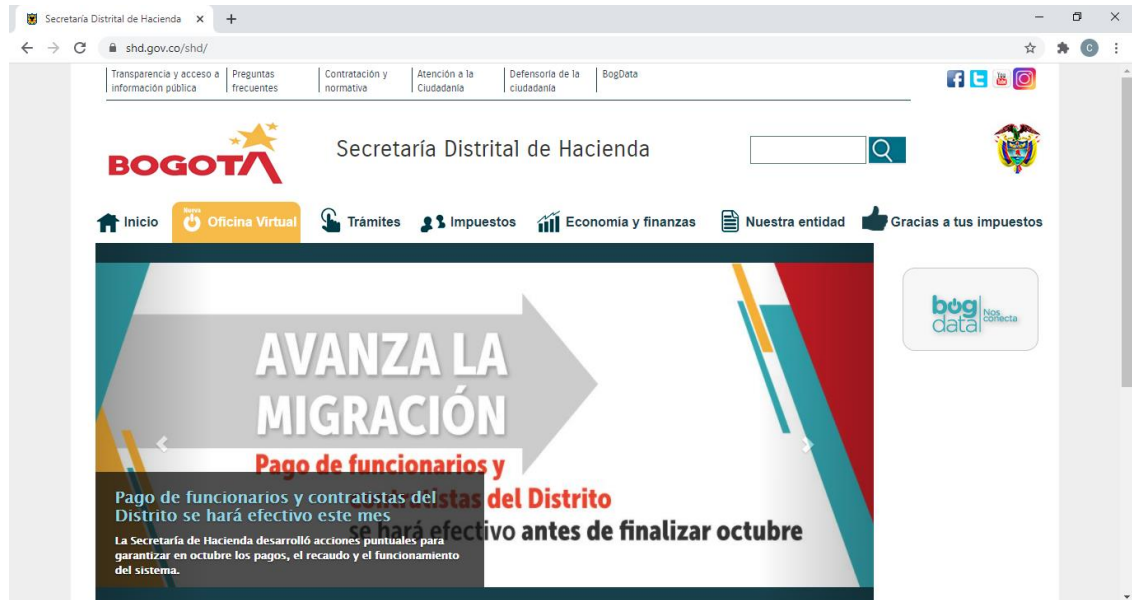 Secretaría Distrital de Hacienda
shd.gov.co/shd/
C
Transparencia y acceso a
información pública
Preguntas
frecuentes
Contratación y
normativa
Atención a la
Ciudadanía
Defensoría de la
ciudadanía
BogData
You
BOGOTA
Secretaría Distrital de Hacienda
Inicio
Nueva
Oficina Virtual
Trámites
Impuestos
Economía y finanzas
Nuestra entidad
Gracias a tus impuestos
bog
data
Nos
conecta
AVANZA LA
MIGRACIÓN
Pago de funcionarios y
contratistas del Distrito
se hará efectivo antes de finalizar octubre
Pago de funcionarios y contratistas del
Distrito se hará efectivo este mes
La Secretaría de Hacienda desarrolló acciones puntuales para
garantizar en octubre los pagos, el recaudo y el funcionamiento
del sistema.